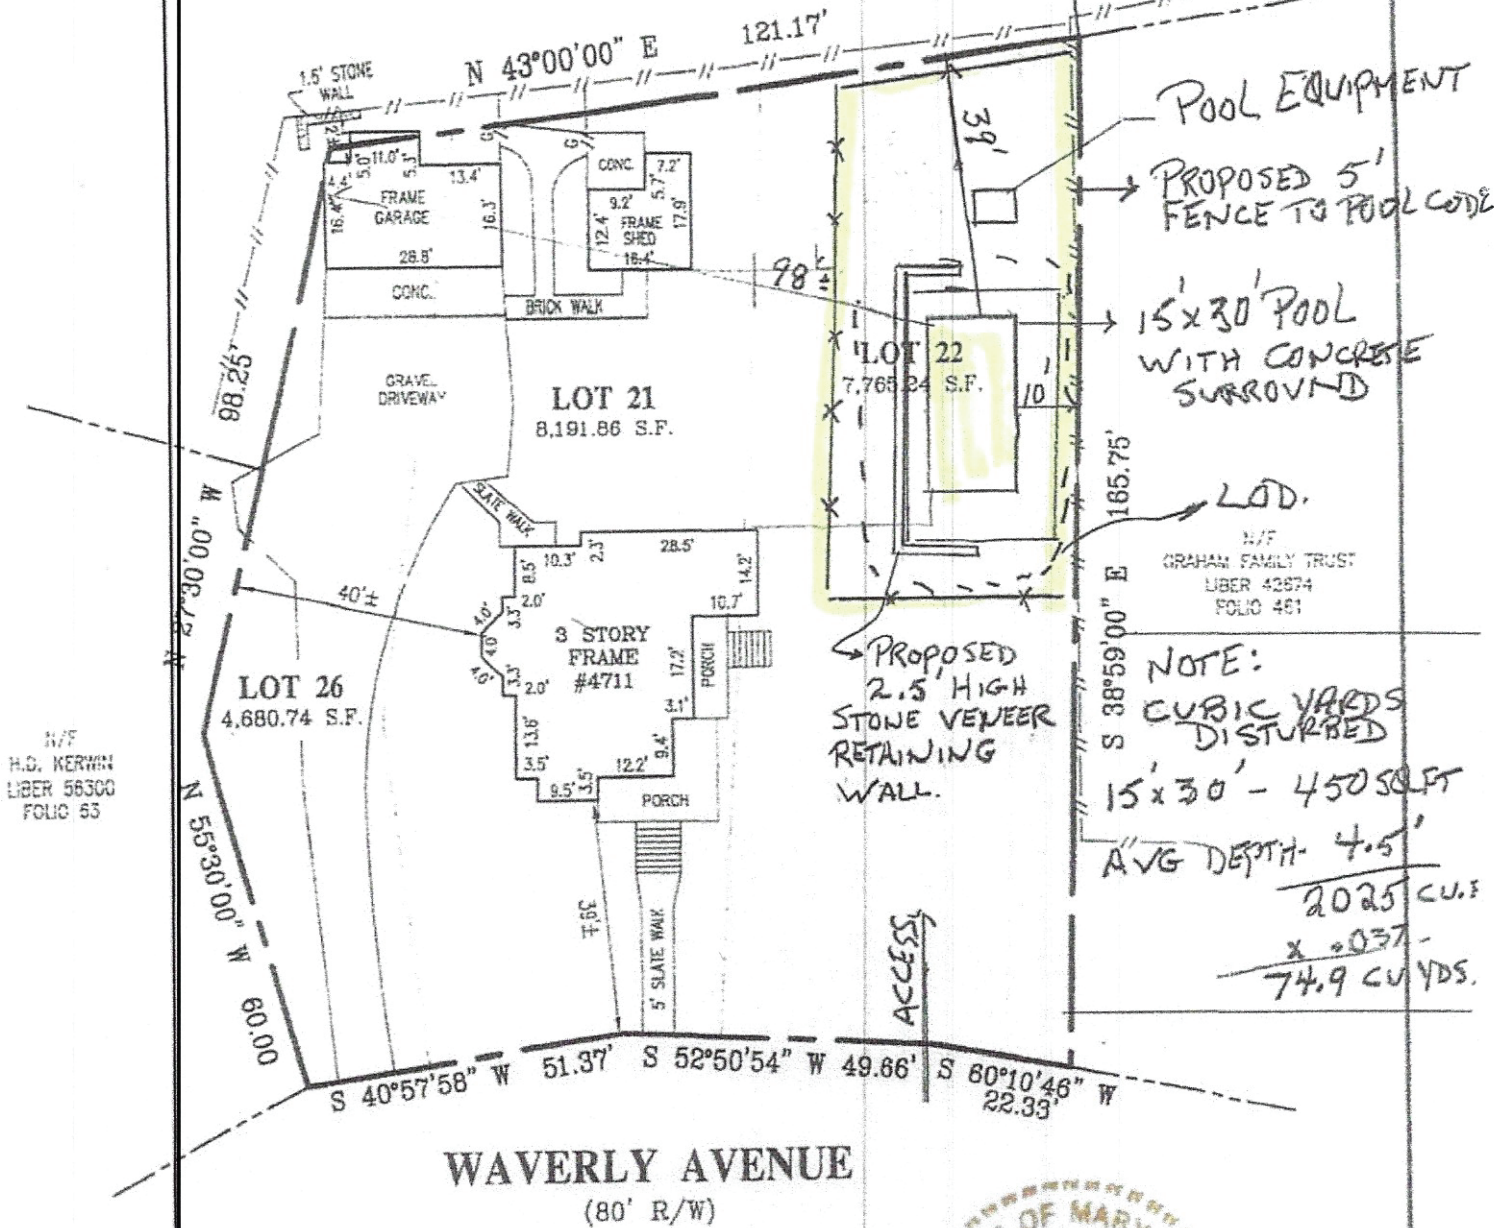 N 43°00'00" E
121.17'
1.5' STONE
WALL
11.0'
5.0'
5.3'
13.4'
4.4'
16.4'
16.3'
FRAME
GARAGE
28.8'
CONC.
G
G
CONC.
7.2'
5.7'
9.2'
12.4'
17.9'
FRAME
SHED
16.4'
BRICK WALK
98'±
39'
POOL EQUIPMENT
PROPOSED 5'
FENCE TO POOL CODE
15'x30' POOL
WITH CONCRETE
SURROUND
LOT 22
7,765.24 S.F.
10'
98.25'
N 27°30'00" W
GRAVEL
DRIVEWAY
LOT 21
8,191.86 S.F.
165.75'
S 38°59'00" E
LOD.
N/F
GRAHAM FAMILY TRUST
LIBER 42674
FOLIO 461
SLATE WALK
10.3'
2.3'
28.5'
14.2'
8.5'
2.0'
3.3'
4.0'
4.0'
4.0'
3.3'
2.0'
10.7'
40'±
3 STORY
FRAME
#4711
17.2'
PORCH
3.1'
13.6'
9.4'
3.5'
12.2'
9.5'
3.5'
PORCH
LOT 26
4,680.74 S.F.
N/F
H.D. KERWIN
LIBER 56300
FOLIO 53
N 55°30'00" W 60.00
PROPOSED
2.5' HIGH
STONE VENEER
RETAINING
WALL.
NOTE:
CUBIC YARDS
DISTURBED
15'x30' - 450 SQ FT
AVG DEPTH- 4.5'
2025 CU.F
x .037-
74.9 CU YDS.
39'±
5' SLATE WALK
ACCESS
S 40°57'58" W
51.37'
S 52°50'54" W
49.66'
S 60°10'46" W
22.33'
WAVERLY AVENUE
(80' R/W)
OF MARY